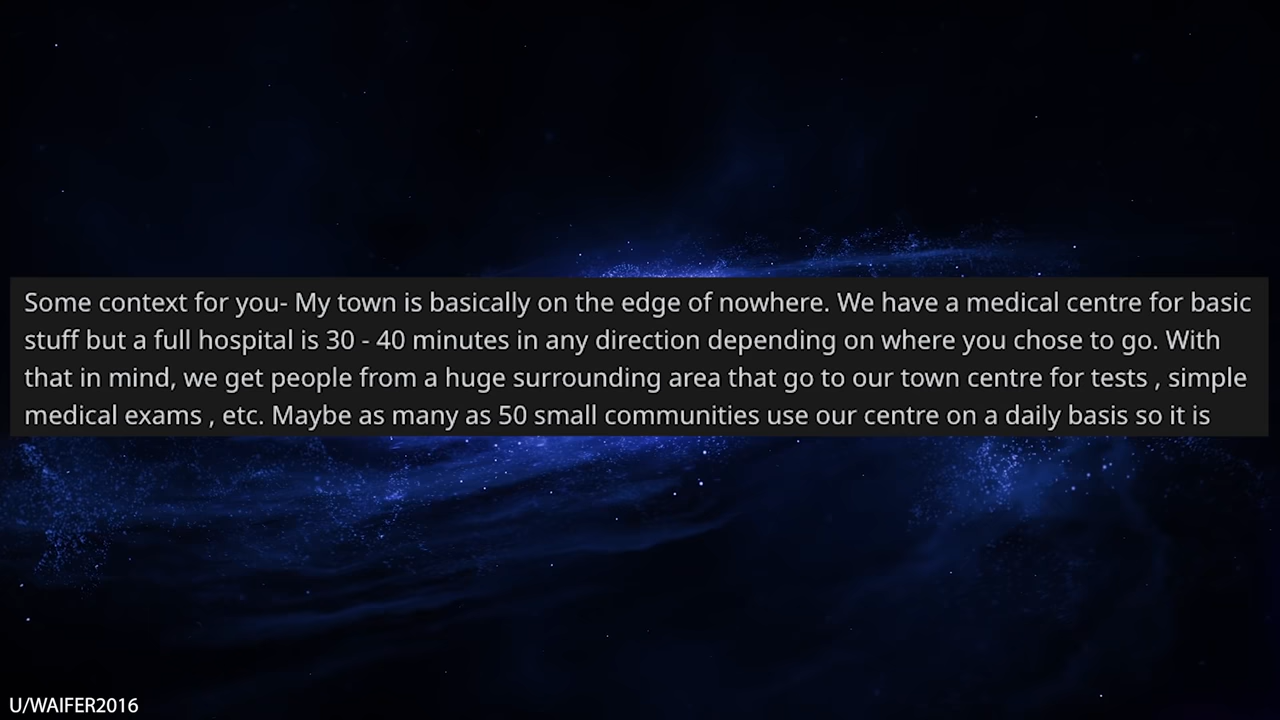 Some context for you- My town is basically on the edge of nowhere. We have a medical centre for basic
stuff but a full hospital is 30 - 40 minutes in any direction depending on where you chose to go. With
that in mind, we get people from a huge surrounding area that go to our town centre for tests , simple
medical exams , etc. Maybe as many as 50 small communities use our centre on a daily basis so it is
U/WAIFER2016